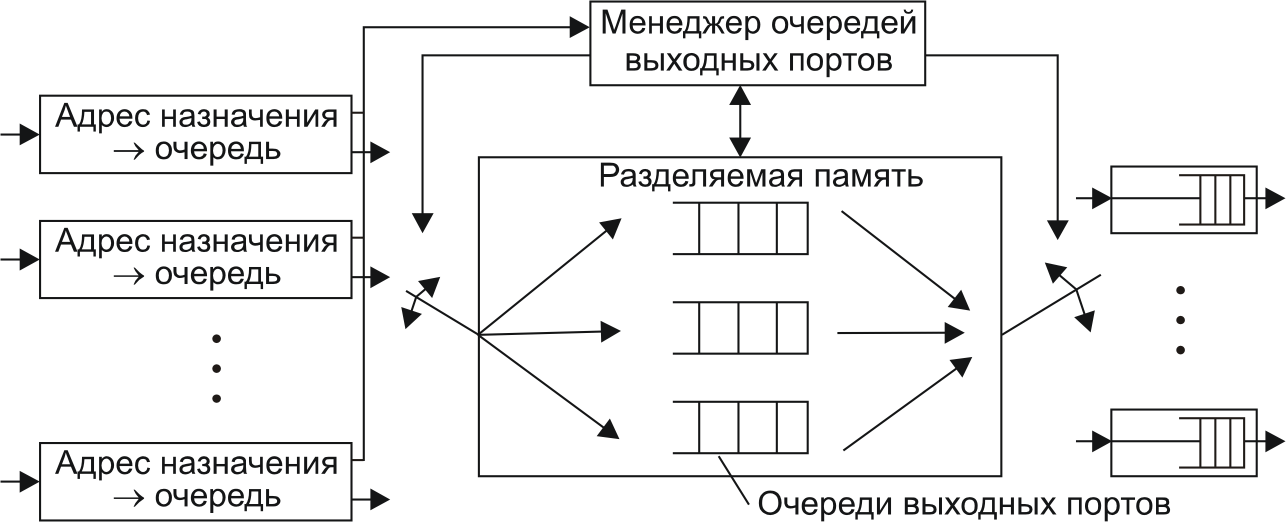 Менеджер очередей
выходных портов
Адрес назначения
→ очередь
Адрес назначения
→ очередь
Адрес назначения
→ очередь
Разделяемая память
Очереди выходных портов